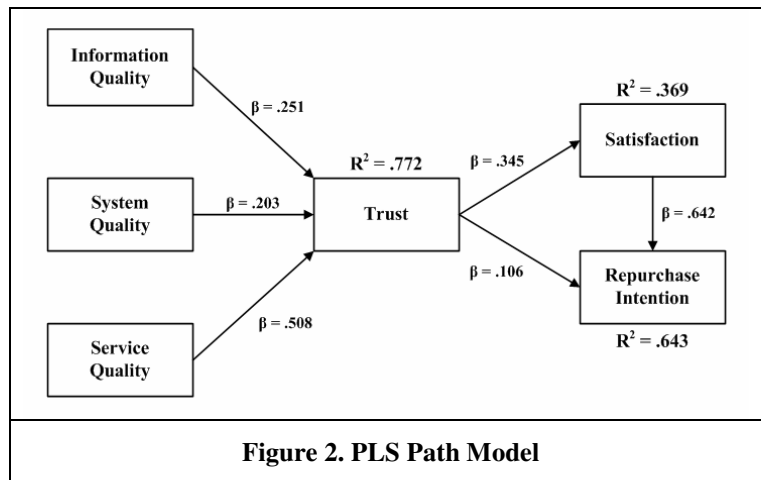 Information
Quality
β = .251
R² = .369
Satisfaction
R² = .772
β = .345
System
Quality
β = .203
Trust
β = .642
β = .106
Repurchase
Intention
β = .508
Service
Quality
R² = .643
Figure 2. PLS Path Model